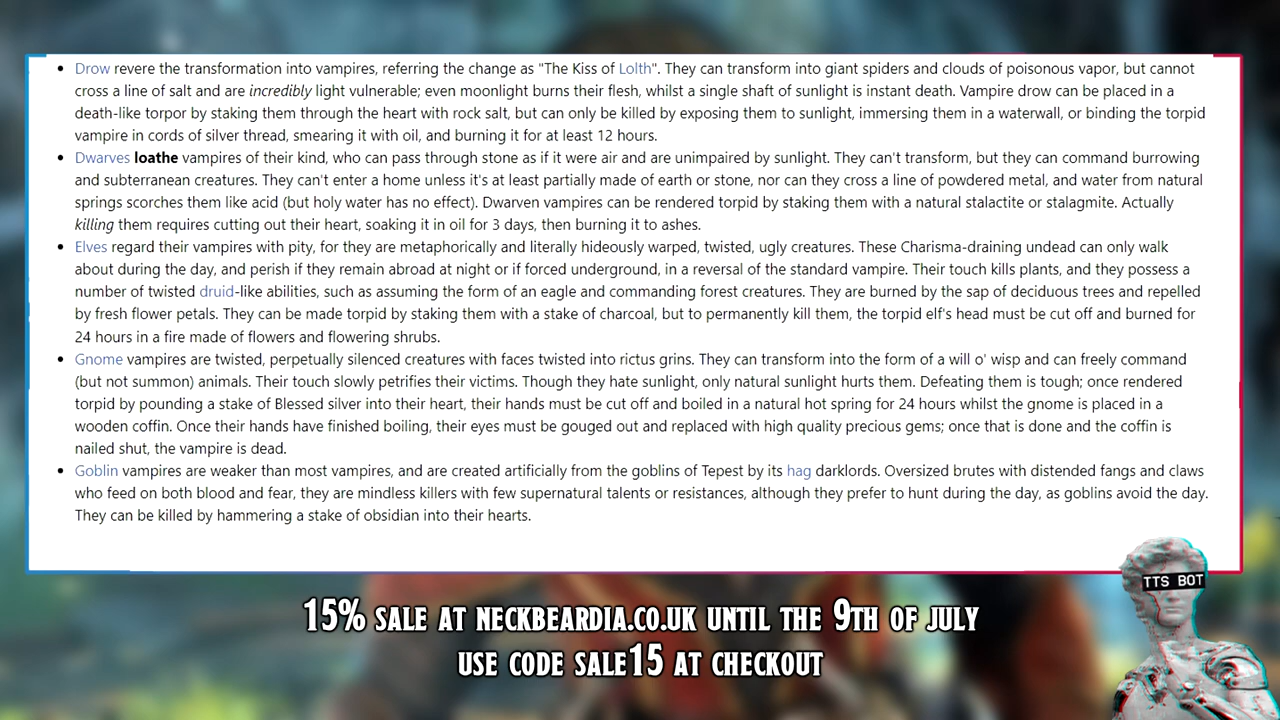 • Drow revere the transformation into vampires, referring the change as "The Kiss of Lolth". They can transform into giant spiders and clouds of poisonous vapor, but cannot
cross a line of salt and are incredibly light vulnerable; even moonlight burns their flesh, whilst a single shaft of sunlight is instant death. Vampire drow can be placed in a
death-like torpor by staking them through the heart with rock salt, but can only be killed by exposing them to sunlight, immersing them in a waterwall, or binding the torpid
vampire in cords of silver thread, smearing it with oil, and burning it for at least 12 hours.
• Dwarves loathe vampires of their kind, who can pass through stone as if it were air and are unimpaired by sunlight. They can't transform, but they can command burrowing
and subterranean creatures. They can't enter a home unless it's at least partially made of earth or stone, nor can they cross a line of powdered metal, and water from natural
springs scorches them like acid (but holy water has no effect). Dwarven vampires can be rendered torpid by staking them with a natural stalactite or stalagmite. Actually
killing them requires cutting out their heart, soaking it in oil for 3 days, then burning it to ashes.
• Elves regard their vampires with pity, for they are metaphorically and literally hideously warped, twisted, ugly creatures. These Charisma-draining undead can only walk
about during the day, and perish if they remain abroad at night or if forced underground, in a reversal of the standard vampire. Their touch kills plants, and they possess a
number of twisted druid-like abilities, such as assuming the form of an eagle and commanding forest creatures. They are burned by the sap of deciduous trees and repelled
by fresh flower petals. They can be made torpid by staking them with a stake of charcoal, but to permanently kill them, the torpid elf's head must be cut off and burned for
24 hours in a fire made of flowers and flowering shrubs.
• Gnome vampires are twisted, perpetually silenced creatures with faces twisted into rictus grins. They can transform into the form of a will o' wisp and can freely command
(but not summon) animals. Their touch slowly petrifies their victims. Though they hate sunlight, only natural sunlight hurts them. Defeating them is tough; once rendered
torpid by pounding a stake of Blessed silver into their heart, their hands must be cut off and boiled in a natural hot spring for 24 hours whilst the gnome is placed in a
wooden coffin. Once their hands have finished boiling, their eyes must be gouged out and replaced with high quality precious gems; once that is done and the coffin is
nailed shut, the vampire is dead.
• Goblin vampires are weaker than most vampires, and are created artificially from the goblins of Tepest by its hag darklords. Oversized brutes with distended fangs and claws
who feed on both blood and fear, they are mindless killers with few supernatural talents or resistances, although they prefer to hunt during the day, as goblins avoid the day.
They can be killed by hammering a stake of obsidian into their hearts.
TTS BOT
15% SALE AT NECKBEARDIA.CO.UK UNTIL THE 9TH OF JULY
USE CODE SALE15 AT CHECKOUT